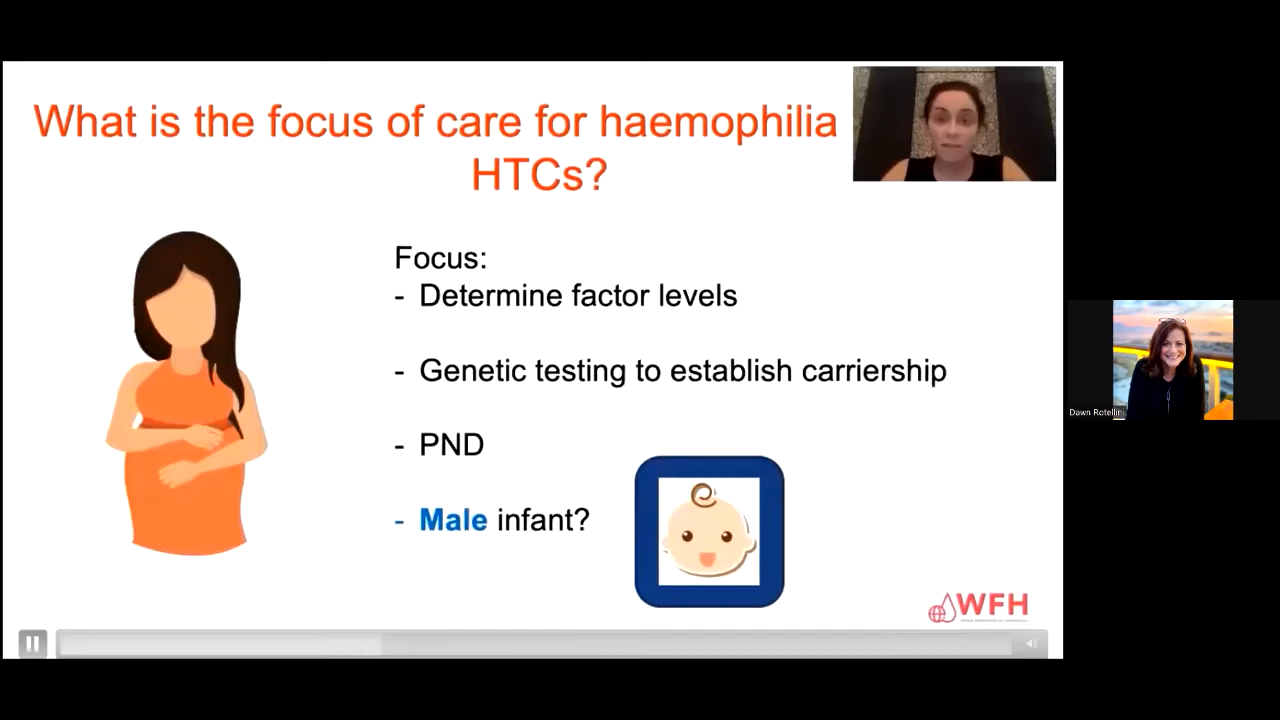 What is the focus of care for haemophilia
HTCs?
Focus:
- Determine factor levels
- Genetic testing to establish carriership
- PND
- Male infant?
WFH
Dawn Rotellini